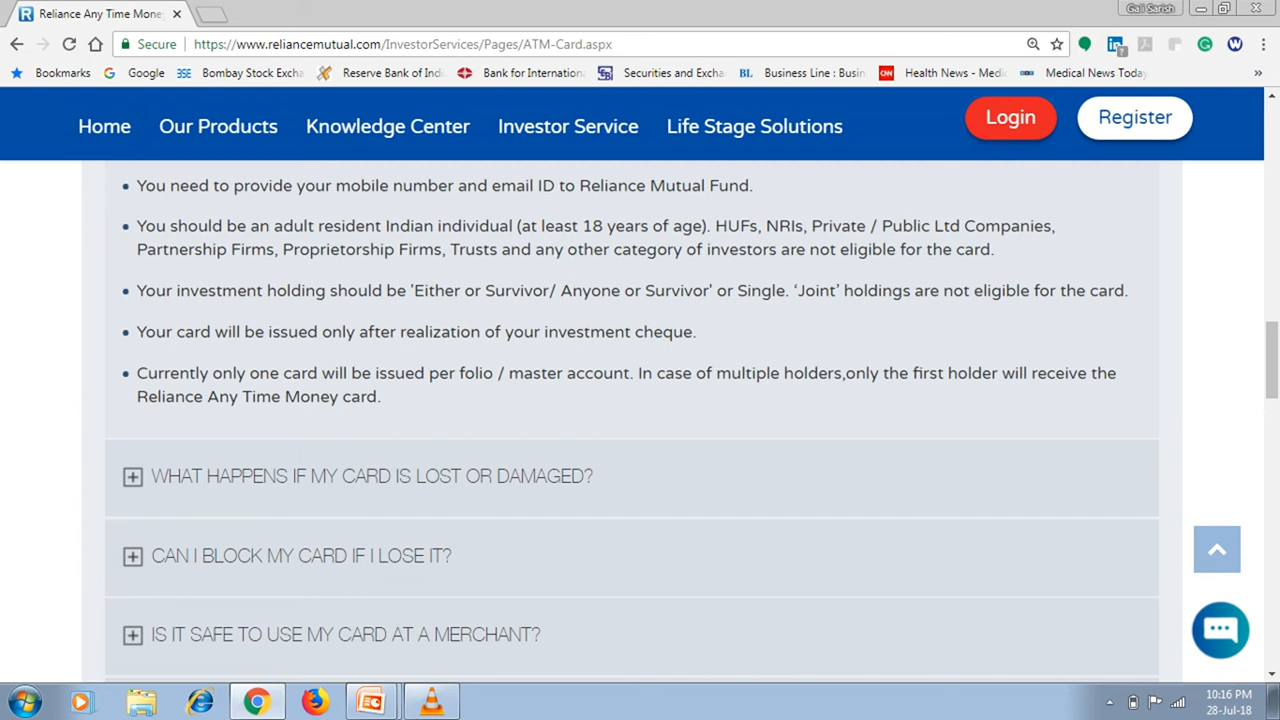 Reliance Any Time Mone
Gali Sarish
Secure https://www.reliancemutual.com/InvestorServices/Pages/ATM-Card.aspx
Bookmarks Google Bombay Stock Excha Reserve Bank of Indi Bank for Internationa Securities and Excha BL Business Line : Busin CNN Health News - Medic Medical News Today »
Home Our Products Knowledge Center Investor Service Life Stage Solutions Login Register
• You need to provide your mobile number and email ID to Reliance Mutual Fund.
• You should be an adult resident Indian individual (at least 18 years of age). HUFs, NRIs, Private / Public Ltd Companies,
Partnership Firms, Proprietorship Firms, Trusts and any other category of investors are not eligible for the card.
• Your investment holding should be 'Either or Survivor/ Anyone or Survivor' or Single. ‘Joint’ holdings are not eligible for the card.
• Your card will be issued only after realization of your investment cheque.
• Currently only one card will be issued per folio / master account. In case of multiple holders,only the first holder will receive the
Reliance Any Time Money card.
WHAT HAPPENS IF MY CARD IS LOST OR DAMAGED?
CAN I BLOCK MY CARD IF I LOSE IT?
IS IT SAFE TO USE MY CARD AT A MERCHANT?
10:16 PM
28-Jul-18